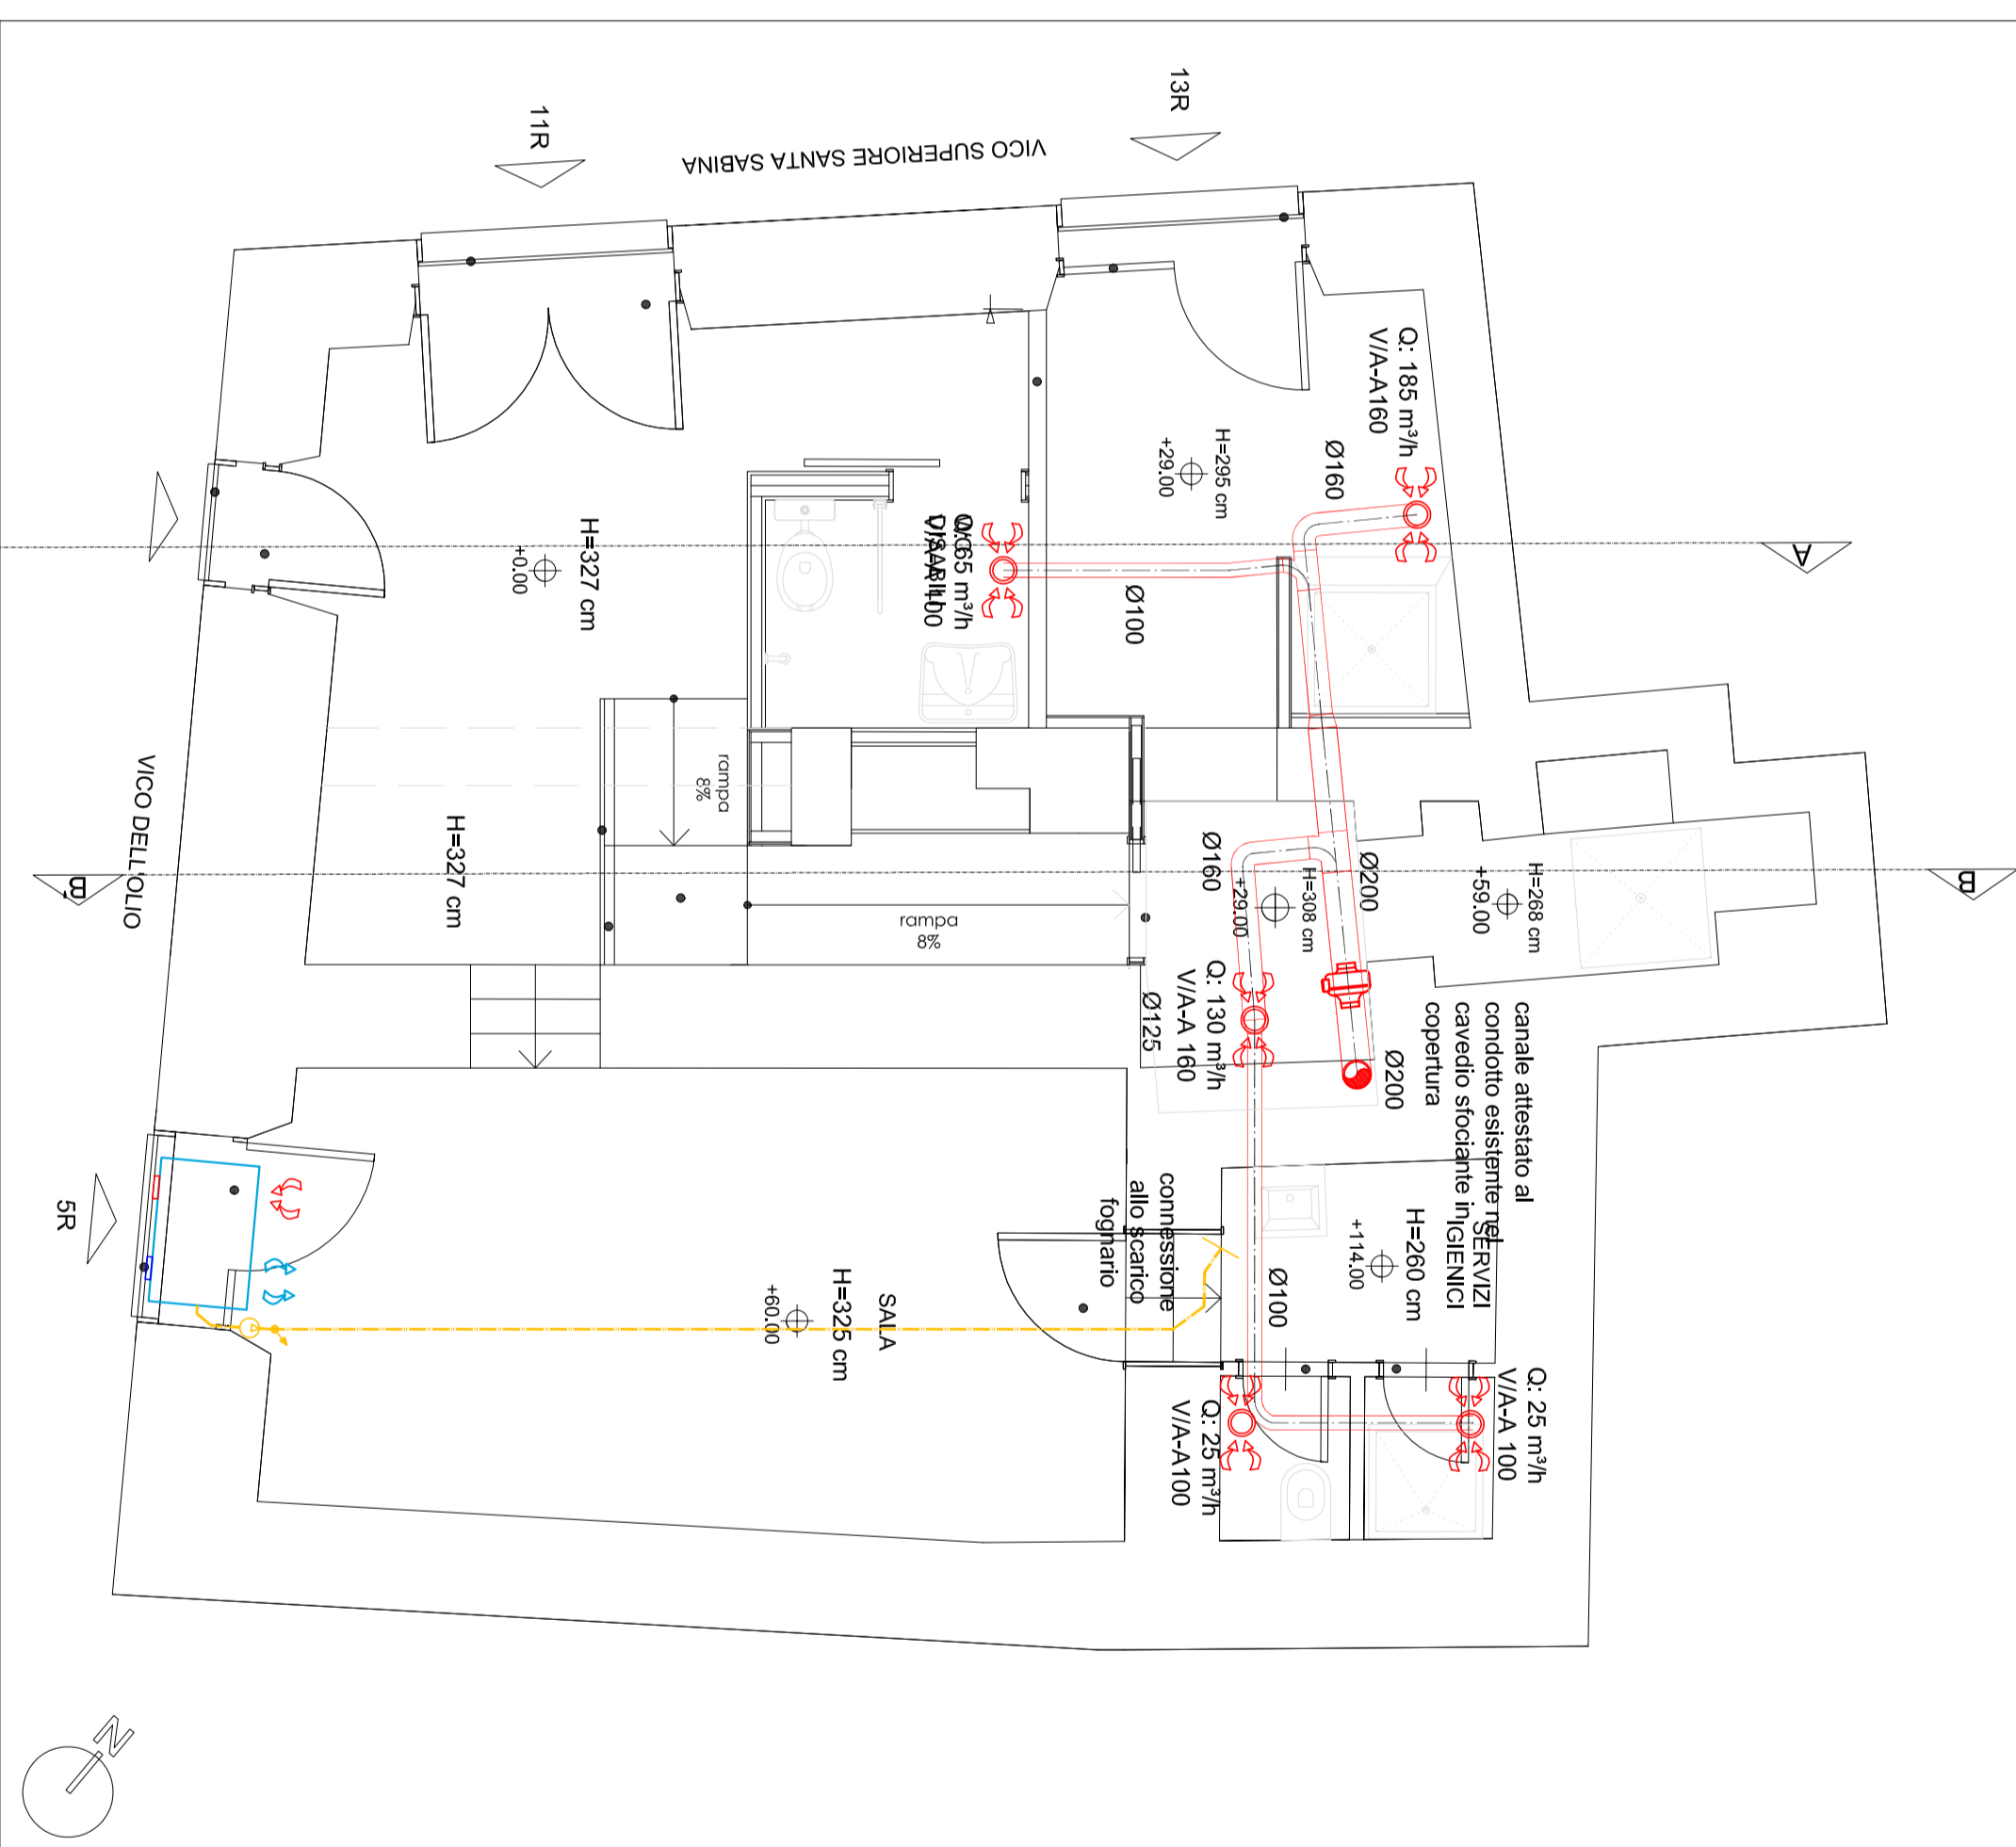 13R
11R
VICO SUPERIORE SANTA SABINA
Q: 185 m³/h
V/A-A160
Ø160
H=295 cm
+29.00
A
Q: 65 m³/h
V/A-A 100
DISABILI
Ø100
H=327 cm
+0.00
rampa
8%
VICO DELL'OLIO
H=327 cm
B'
rampa
8%
Ø160
Ø200
H=308 cm
+29.00
H=268 cm
+59.00
B
Q: 130 m³/h
V/A-A 160
Ø125
Ø200
canale attestato al
condotto esistente nel
cavedio sfociante in
copertura
connessione
allo scarico
fognario
SERVIZI
IGIENICI
H=260 cm
+114.00
Ø100
5R
SALA
H=325 cm
+60.00
Q: 25 m³/h
V/A-A100
Q: 25 m³/h
V/A-A 100
N